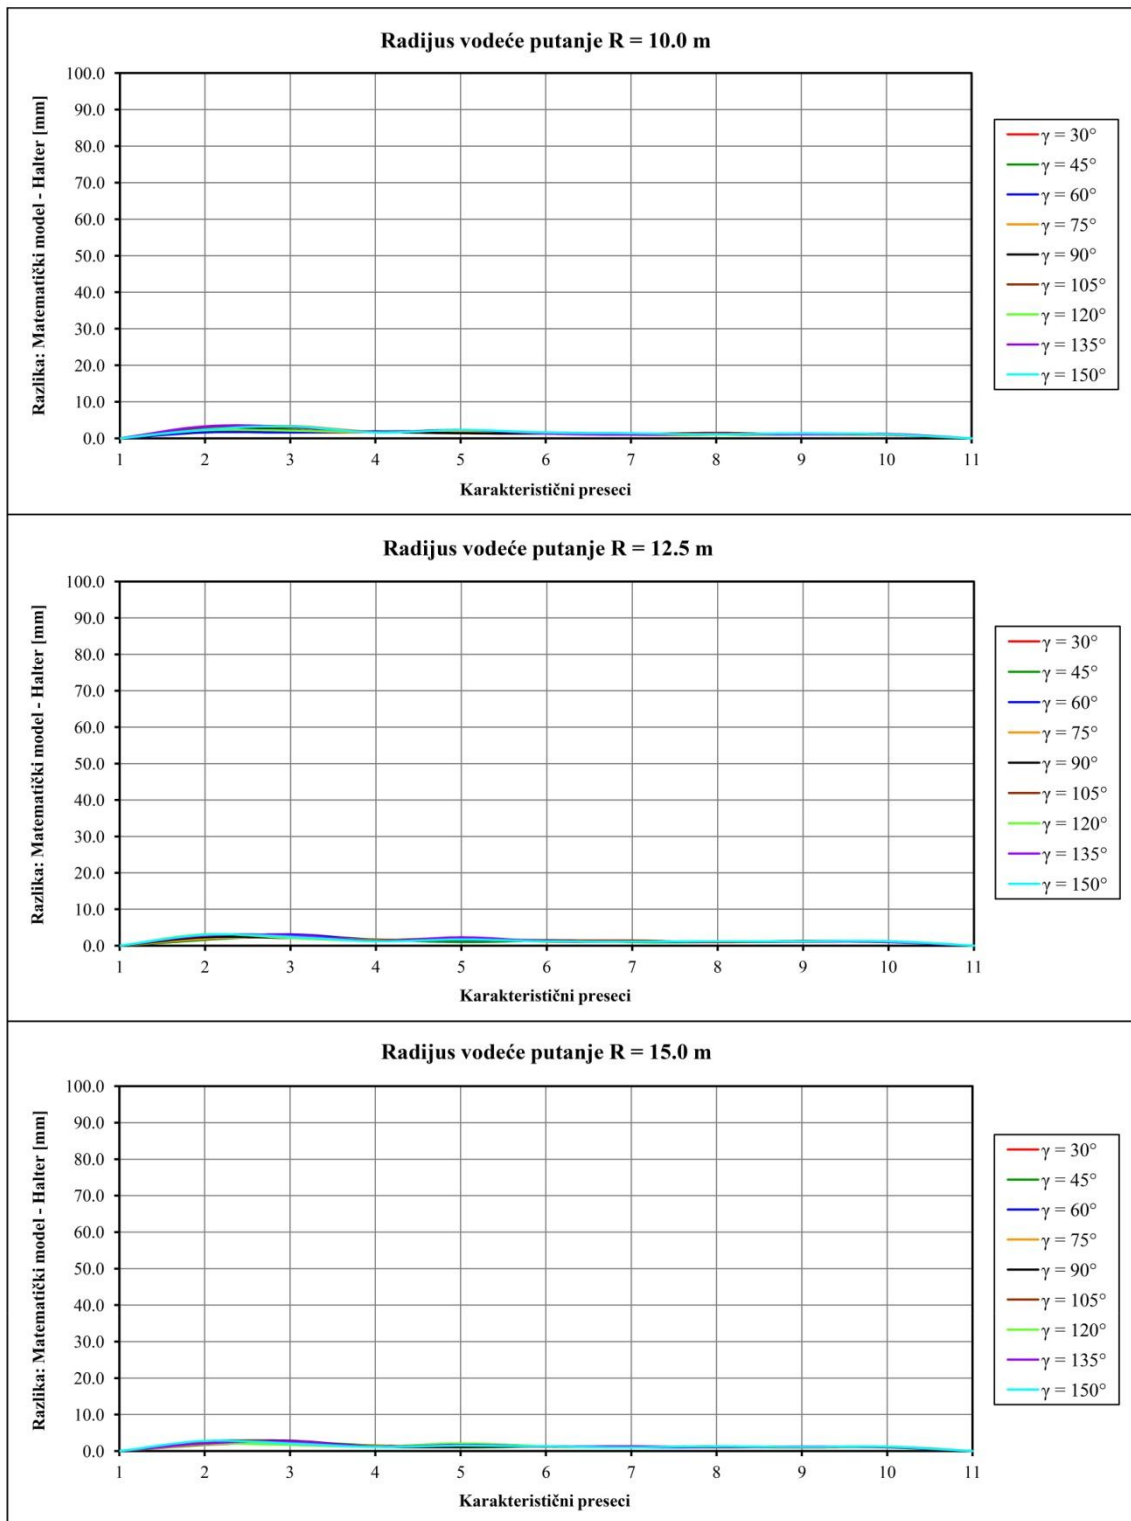 Radijus vodeće putanje R = 10.0 m
Razlika: Matematički model - Halter [mm]
100.0
90.0
80.0
70.0
60.0
50.0
40.0
30.0
20.0
10.0
0.0
1 2 3 4 5 6 7 8 9 10 11
Karakteristični preseci
γ = 30°
γ = 45°
γ = 60°
γ = 75°
γ = 90°
γ = 105°
γ = 120°
γ = 135°
γ = 150°
Radijus vodeće putanje R = 12.5 m
Razlika: Matematički model - Halter [mm]
100.0
90.0
80.0
70.0
60.0
50.0
40.0
30.0
20.0
10.0
0.0
1 2 3 4 5 6 7 8 9 10 11
Karakteristični preseci
γ = 30°
γ = 45°
γ = 60°
γ = 75°
γ = 90°
γ = 105°
γ = 120°
γ = 135°
γ = 150°
Radijus vodeće putanje R = 15.0 m
Razlika: Matematički model - Halter [mm]
100.0
90.0
80.0
70.0
60.0
50.0
40.0
30.0
20.0
10.0
0.0
1 2 3 4 5 6 7 8 9 10 11
Karakteristični preseci
γ = 30°
γ = 45°
γ = 60°
γ = 75°
γ = 90°
γ = 105°
γ = 120°
γ = 135°
γ = 150°